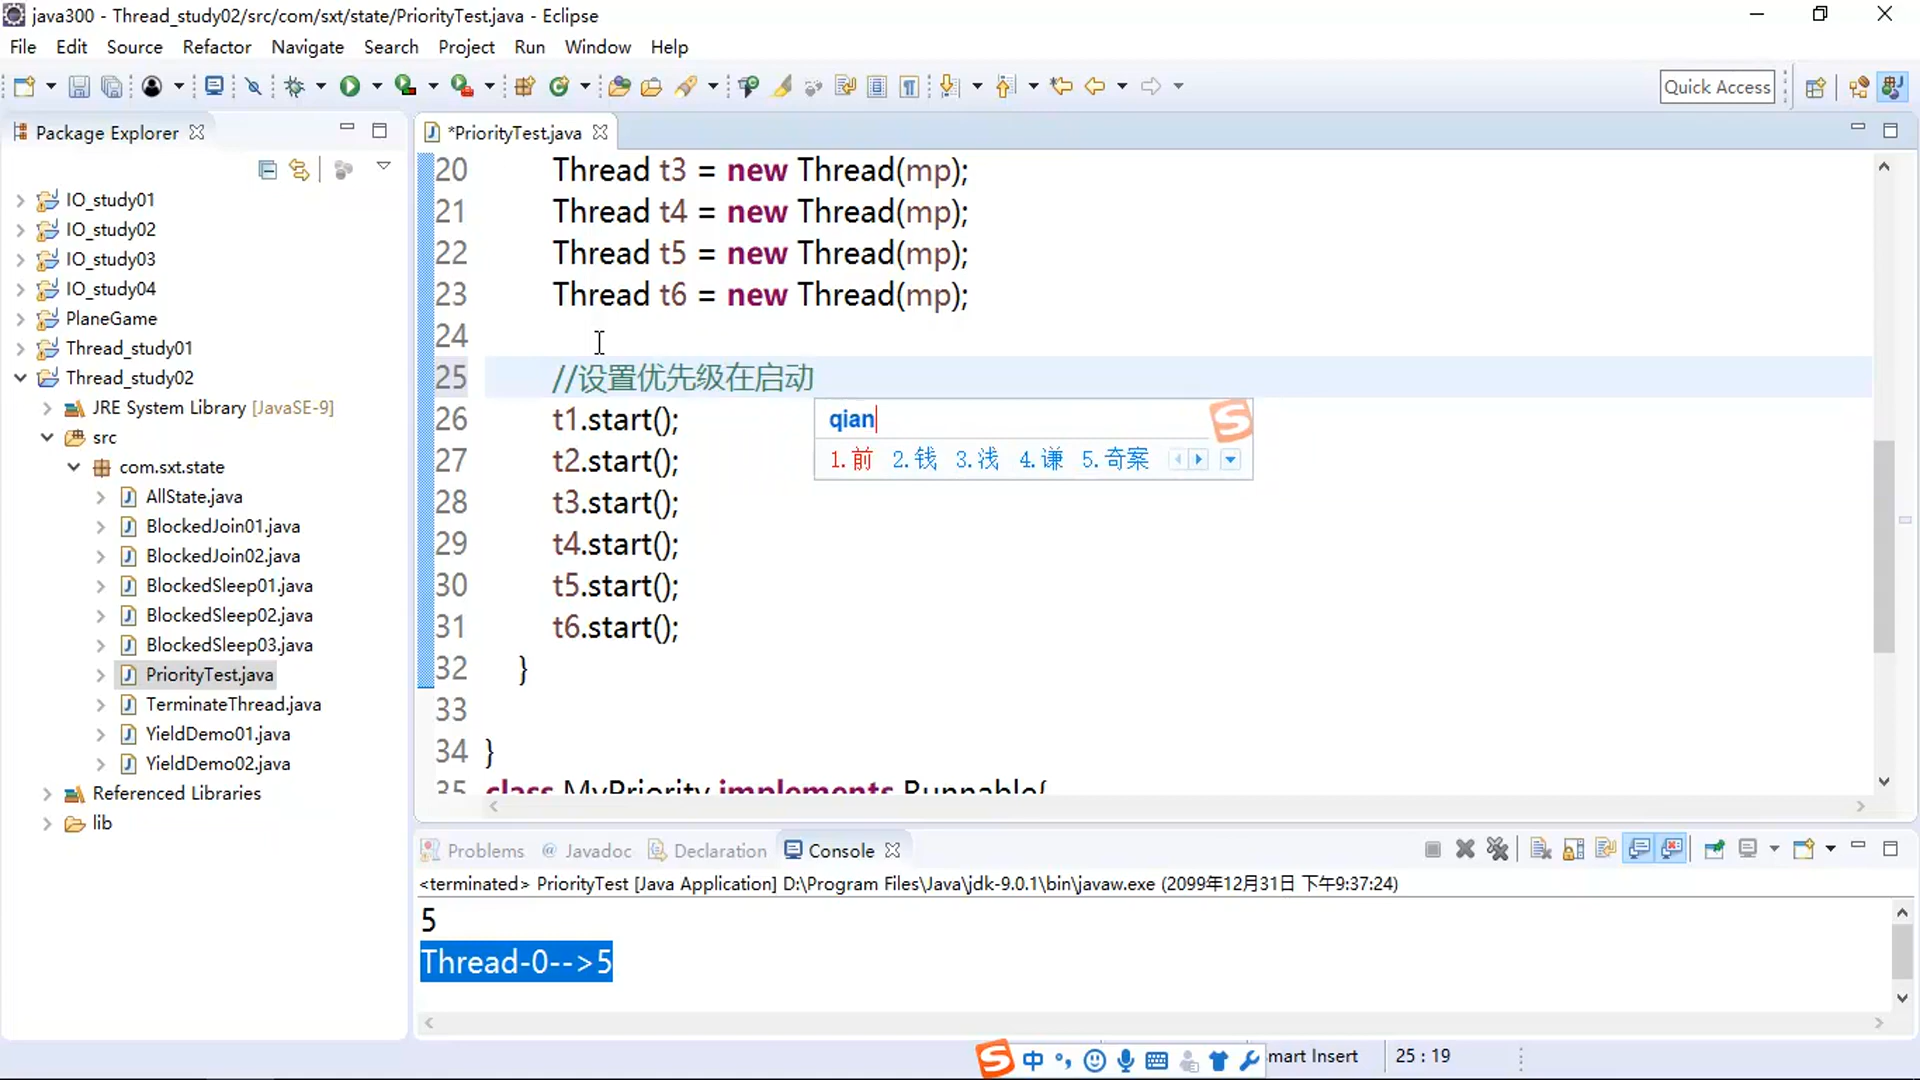 java300 - Thread_study02/src/com/sxt/state/PriorityTest.java - Eclipse
File Edit Source Refactor Navigate Search Project Run Window Help
Quick Access
Package Explorer
*PriorityTest.java
IO_study01
IO_study02
IO_study03
IO_study04
PlaneGame
Thread_study01
Thread_study02
JRE System Library [JavaSE-9]
src
com.sxt.state
AllState.java
BlockedJoin01.java
BlockedJoin02.java
BlockedSleep01.java
BlockedSleep02.java
BlockedSleep03.java
PriorityTest.java
TerminateThread.java
YieldDemo01.java
YieldDemo02.java
Referenced Libraries
lib
20 Thread t3 = new Thread(mp);
21 Thread t4 = new Thread(mp);
22 Thread t5 = new Thread(mp);
23 Thread t6 = new Thread(mp);
24
25 //设置优先级在启动
26 t1.start();
27 t2.start();
28 t3.start();
29 t4.start();
30 t5.start();
31 t6.start();
32 }
33
34 }
35 class MyPriority implements Runnable{
qian
1.前 2.钱 3.浅 4.谦 5.奇案
Problems @ Javadoc Declaration Console
<terminated> PriorityTest [Java Application] D:\Program Files\Java\jdk-9.0.1\bin\javaw.exe (2099年12月31日 下午9:37:24)
5
Thread-0-->5
中
mart Insert
25 : 19